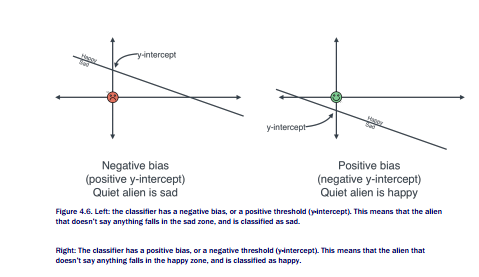 Happy
Sad
y-intercept
y-intercept
Happy
Sad
Negative bias
(positive y-intercept)
Quiet alien is sad
Positive bias
(negative y-intercept)
Quiet alien is happy
Figure 4.6. Left: the classifier has a negative bias, or a positive threshold (y-intercept). This means that the alien
that doesn't say anything falls in the sad zone, and is classified as sad.
Right: The classifier has a positive bias, or a negative threshold (y-intercept). This means that the alien that
doesn't say anything falls in the happy zone, and is classified as happy.